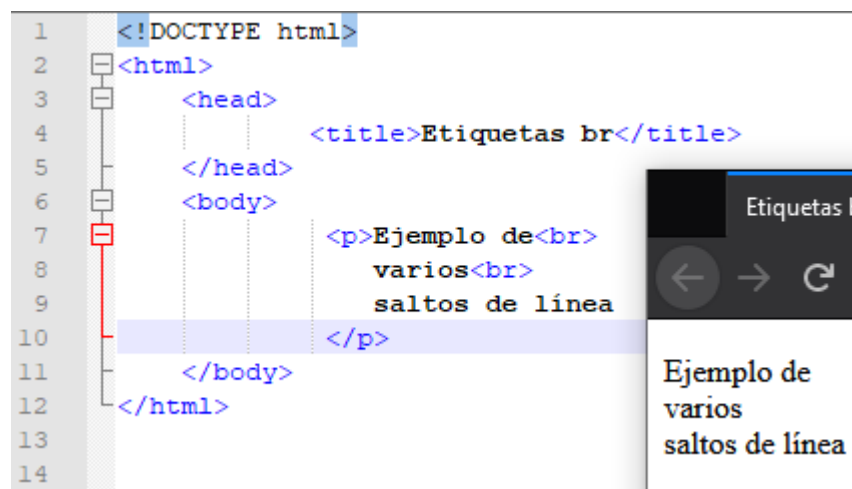 1 <!DOCTYPE html>
2 <html>
3 <head>
4 <title>Etiquetas br</title>
5 </head>
6 <body>
7 <p>Ejemplo de<br>
8 varios<br>
9 saltos de línea
10 </p>
11 </body>
12 </html>
13
14
Etiquetas
Ejemplo de
varios
saltos de línea